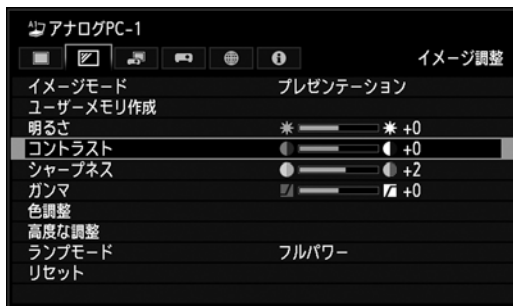 アナログPC-1
イメージ調整
イメージモード プレゼンテーション
ユーザーメモリ作成
明るさ +0
コントラスト +0
シャープネス +2
ガンマ +0
色調整
高度な調整
ランプモード フルパワー
リセット